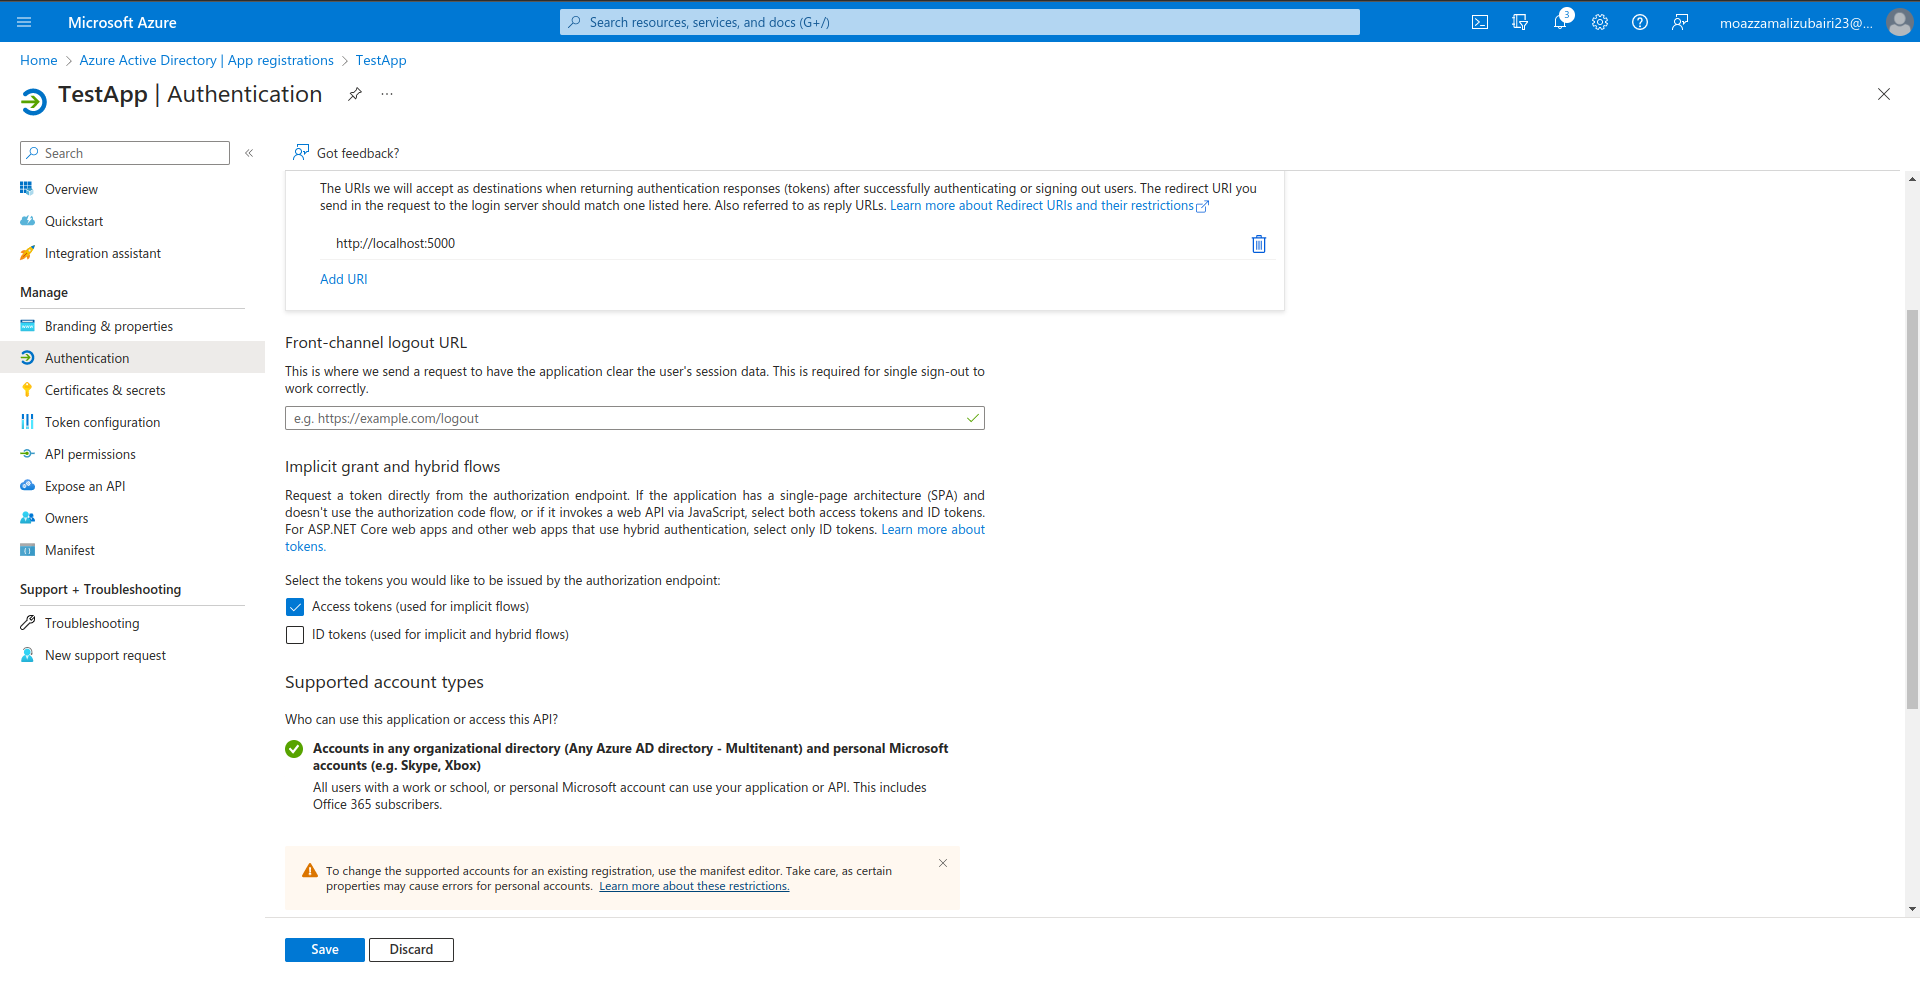 Microsoft Azure
Search resources, services, and docs (G+/)
3
moazzamalizubairi23@...
Home > Azure Active Directory | App registrations > TestApp
TestApp | Authentication
Search
Got feedback?
Overview
Quickstart
Integration assistant
Manage
Branding & properties
Authentication
Certificates & secrets
Token configuration
API permissions
Expose an API
Owners
Manifest
Support + Troubleshooting
Troubleshooting
New support request
The URIs we will accept as destinations when returning authentication responses (tokens) after successfully authenticating or signing out users. The redirect URI you
send in the request to the login server should match one listed here. Also referred to as reply URLs. Learn more about Redirect URIs and their restrictions
http://localhost:5000
Add URI
Front-channel logout URL
This is where we send a request to have the application clear the user's session data. This is required for single sign-out to
work correctly.
e.g. https://example.com/logout
Implicit grant and hybrid flows
Request a token directly from the authorization endpoint. If the application has a single-page architecture (SPA) and
doesn't use the authorization code flow, or if it invokes a web API via JavaScript, select both access tokens and ID tokens.
For ASP.NET Core web apps and other web apps that use hybrid authentication, select only ID tokens. Learn more about
tokens.
Select the tokens you would like to be issued by the authorization endpoint:
Access tokens (used for implicit flows)
ID tokens (used for implicit and hybrid flows)
Supported account types
Who can use this application or access this API?
Accounts in any organizational directory (Any Azure AD directory - Multitenant) and personal Microsoft
accounts (e.g. Skype, Xbox)
All users with a work or school, or personal Microsoft account can use your application or API. This includes
Office 365 subscribers.
To change the supported accounts for an existing registration, use the manifest editor. Take care, as certain
properties may cause errors for personal accounts. Learn more about these restrictions.
Save
Discard